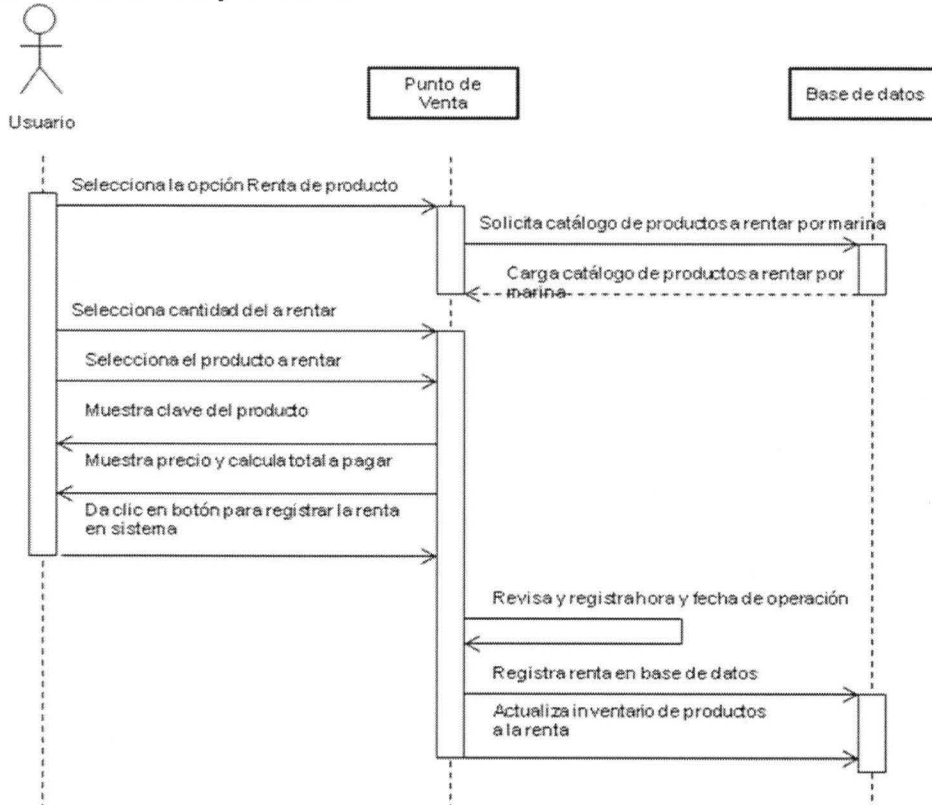 Usuario
Punto de
Venta
Base de datos
Selecciona la opción Renta de producto
Solicita catálogo de productos a rentar por marina
Carga catálogo de productos a rentar por
marina
Selecciona cantidad del a rentar
Selecciona el producto a rentar
Muestra clave del producto
Muestra precio y calcula total a pagar
Da clic en botón para registrar la renta
en sistema
Revisa y registra hora y fecha de operación
Registra renta en base de datos
Actualiza inventario de productos
a la renta